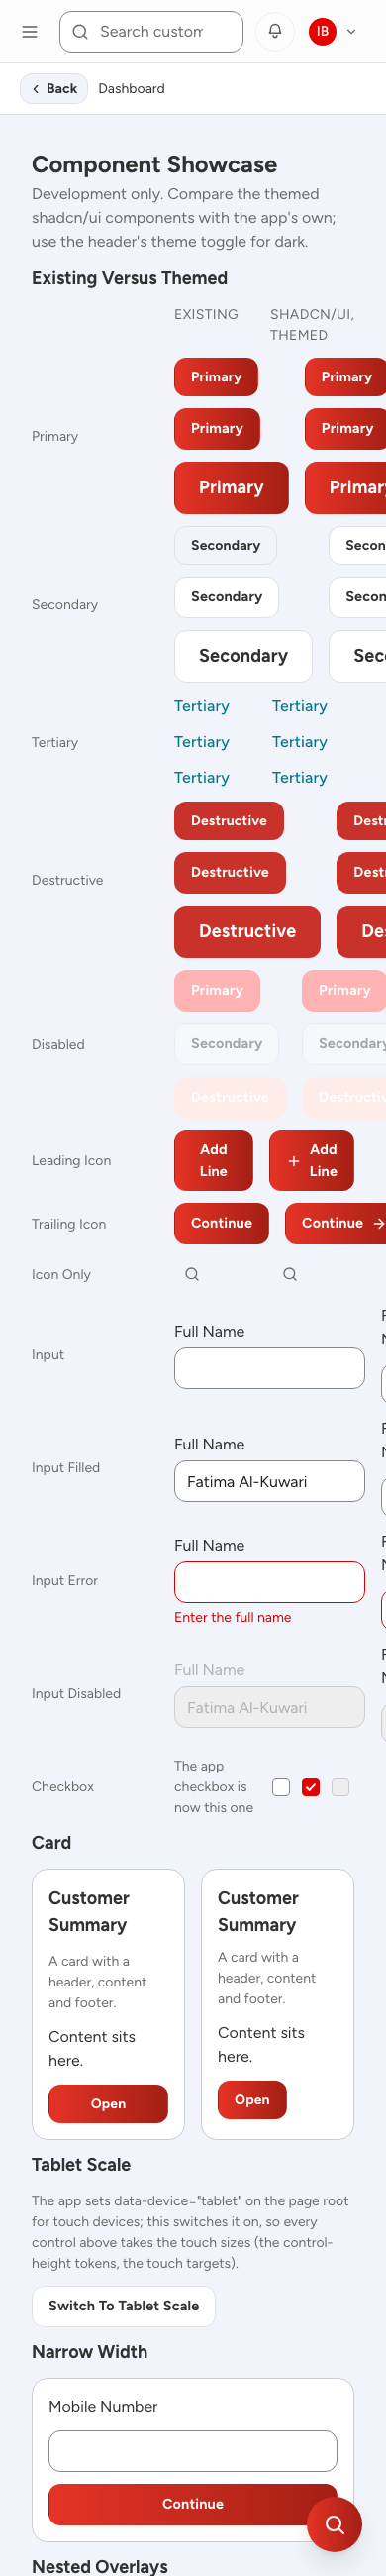 Search custom
IB
Back Dashboard
Component Showcase
Development only. Compare the themed
shadcn/ui components with the app's own;
use the header's theme toggle for dark.
Existing Versus Themed
EXISTING SHADCN/UI,
THEMED
Primary Primary
Primary Primary Primary
Primary Primary
Secondary Secon
Secondary Secondary Secon
Secondary Seco
Tertiary Tertiary
Tertiary Tertiary Tertiary
Tertiary Tertiary
Destructive Destr
Destructive Destructive Destr
Destructive Des
Primary Primary
Disabled Secondary Secondary
Destructive Destructiv
Leading Icon Add Line Add Line
Trailing Icon Continue Continue
Icon Only
Full Name
Input
Full Name
Input Filled Fatima Al-Kuwari
Full Name
Input Error
Enter the full name
Full Name
Input Disabled Fatima Al-Kuwari
Checkbox The app
checkbox is
now this one
Card
Customer
Summary
A card with a
header, content
and footer.
Content sits
here.
Open
Customer
Summary
A card with a
header, content
and footer.
Content sits
here.
Open
Tablet Scale
The app sets data-device="tablet" on the page root
for touch devices; this switches it on, so every
control above takes the touch sizes (the control-
height tokens, the touch targets).
Switch To Tablet Scale
Narrow Width
Mobile Number
Continue
Nested Overlays